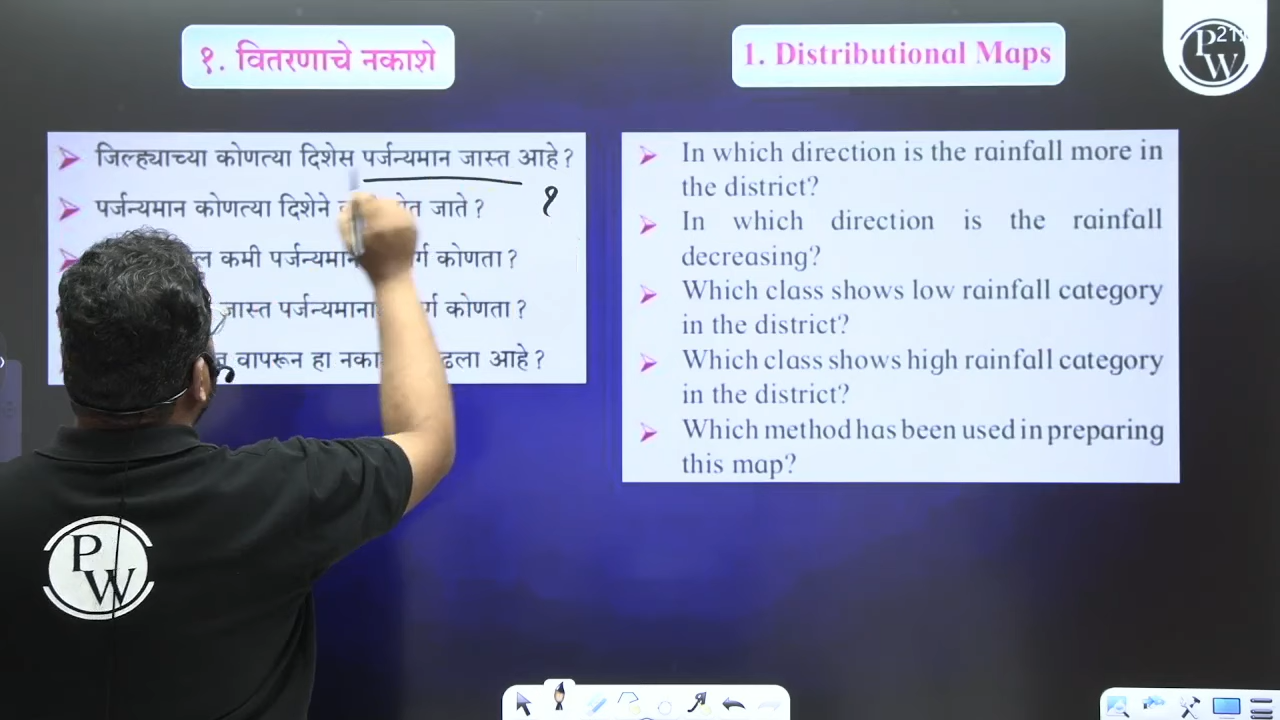 १. वितरणाचे नकाशे
1. Distributional Maps
जिल्ह्याच्या कोणत्या दिशेस पर्जन्यमान जास्त आहे?
पर्जन्यमान कोणत्या दिशेने जाते?
१
कमी पर्जन्यमान कोणता?
जास्त पर्जन्यमाना कोणता?
वापरून हा आहे?
In which direction is the rainfall more in
the district?
In which direction is the rainfall
decreasing?
Which class shows low rainfall category
in the district?
Which class shows high rainfall category
in the district?
Which method has been used in preparing
this map?
PW
PW